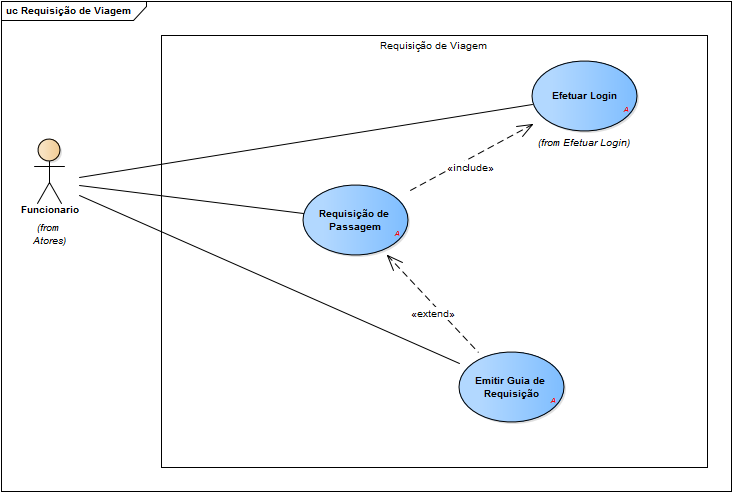 uc Requisição de Viagem
Requisição de Viagem
Efetuar Login
A
(from Efetuar Login)
«include»
Funcionario
(from
Atores)
Requisição de
Passagem
A
«extend»
Emitir Guia de
Requisição
A